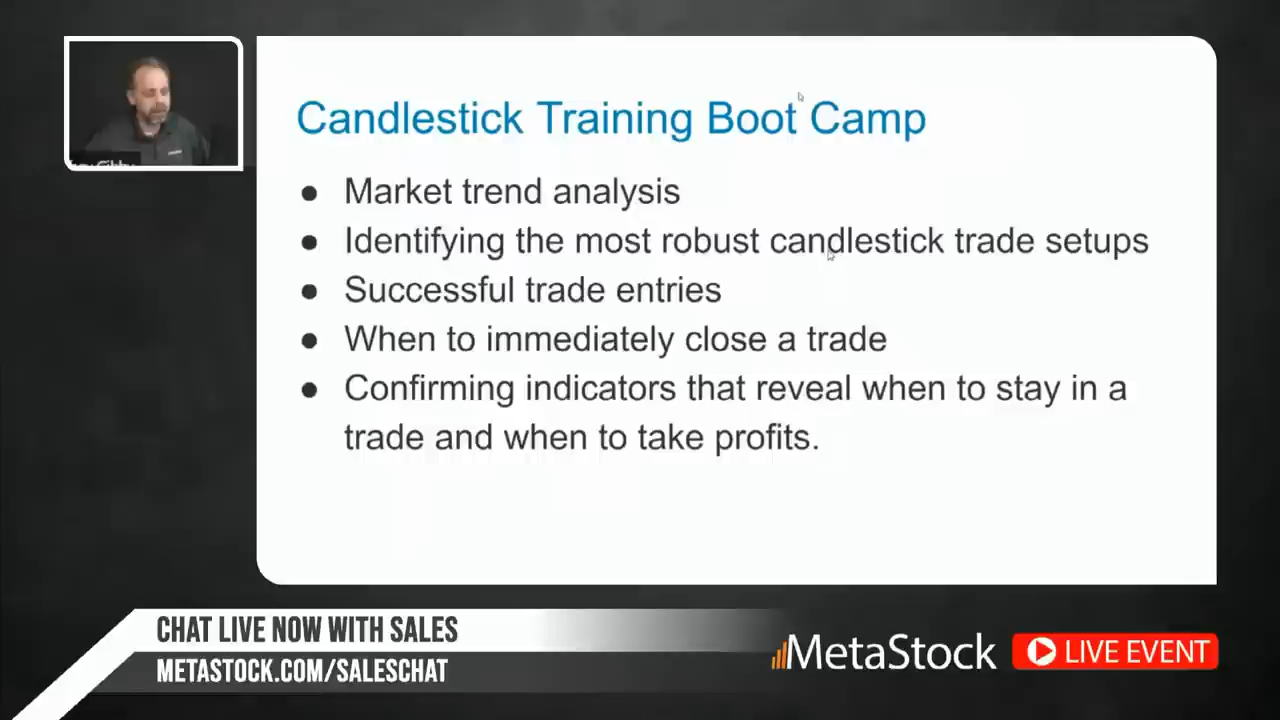 Candlestick Training Boot Camp
● Market trend analysis
● Identifying the most robust candlestick trade setups
● Successful trade entries
● When to immediately close a trade
● Confirming indicators that reveal when to stay in a
trade and when to take profits.
CHAT LIVE NOW WITH SALES
METASTOCK.COM/SALESCHAT
MetaStock
LIVE EVENT